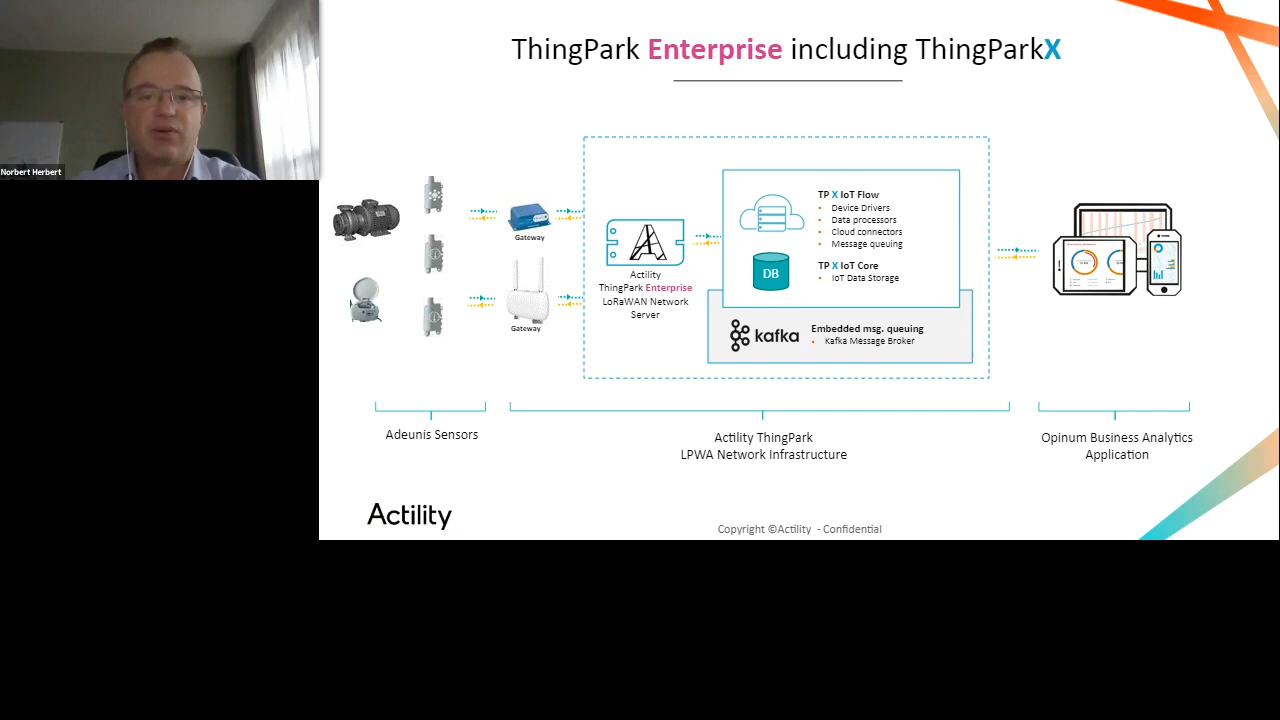 ThingPark Enterprise including ThingParkX
Norbert Herbert
Gateway
Gateway
Actility
ThingPark Enterprise
LoRaWAN Network
Server
TP X IoT Flow
• Device Drivers
• Data processors
• Cloud connectors
• Message queuing
DB
TP X IoT Core
• IoT Data Storage
kafka
Embedded msg. queuing
• Kafka Message Broker
Adeunis Sensors
Actility ThingPark
LPWA Network Infrastructure
Opinum Business Analytics
Application
Actility
Copyright ©Actility - Confidential